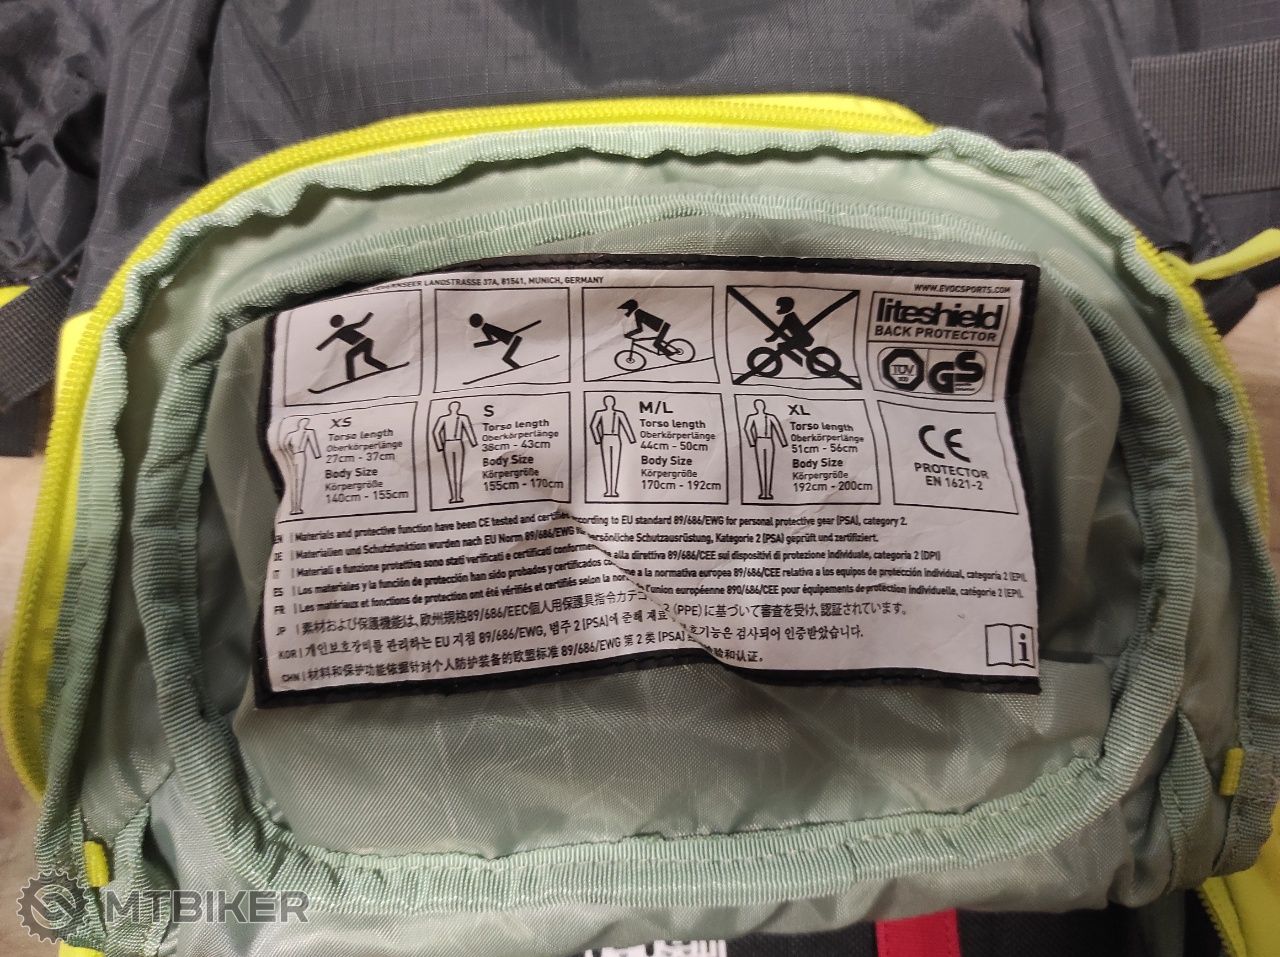 LANDSTRASSE 37A, 81541, MUNICH, GERMANY
WWW.EVOCSPORTS.COM
liteshield
BACK PROTECTOR
TÜV
GS
XS
Torso length
Oberkörperlänge
27cm - 37cm
Body Size
Körpergröße
140cm - 155cm
S
Torso length
Oberkörperlänge
38cm - 43cm
Body Size
Körpergröße
155cm - 170cm
M/L
Torso length
Oberkörperlänge
44cm - 50cm
Body Size
Körpergröße
170cm - 192cm
XL
Torso length
Oberkörperlänge
51cm - 56cm
Body Size
Körpergröße
192cm - 200cm
CE
PROTECTOR
EN 1621-2
EN | Materials and protective function have been CE tested and according to EU standard 89/686/EWG for personal protective gear (PSA), category 2.
DE | Materialien und Schutzfunktion wurden nach EU Norm 89/686/EWG persönliche Schutzausrüstung, Kategorie 2 (PSA) geprüft und zertifiziert.
IT | Materiali e funzione protettiva sono stati verificati e certificati alla direttiva 89/686/CEE sui dispositivi di protezione individuale, categoria 2 (DPI)
ES | Los materiales y la función de protección han sido probados y certificados a la normativa europea 89/686/CEE relativa a los equipos de protección individual, categoría 2 (EPI).
FR | Les matériaux et fonctions de protection ont été vérifiés et certifiés selon la l'union européenne 890/686/CEE pour équipements de protection individuelle, catégorie 2 (EPI).
JP | 素材および保護機能は、欧州規格89/686/EEC個人用保護具指令カテゴ 2 (PPE) に基づいて審査を受け、認証されています。
KOR | 개인보호장비를 관리하는 EU 지침 89/686/EWG, 범주 2 (PSA)에 준해 재료 기능은 검사되어 인증받았습니다.
CHN | 材料和保护功能依据针对个人防护装备的欧盟标准 89/686/EWG 第 2 类 (PSA) 和认证。
i
MTBIKER